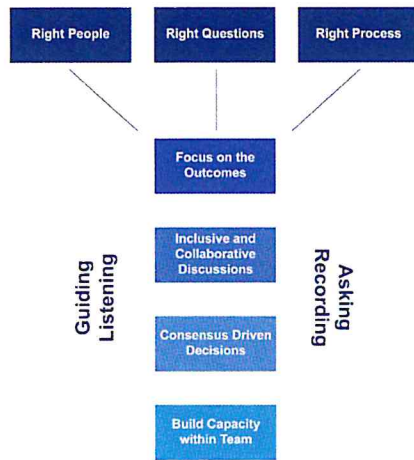 Right People
Right Questions
Right Process
Focus on the
Outcomes
Inclusive and
Collaborative
Discussions
Guiding
Listening
Asking
Recording
Consensus Driven
Decisions
Build Capacity
within Team